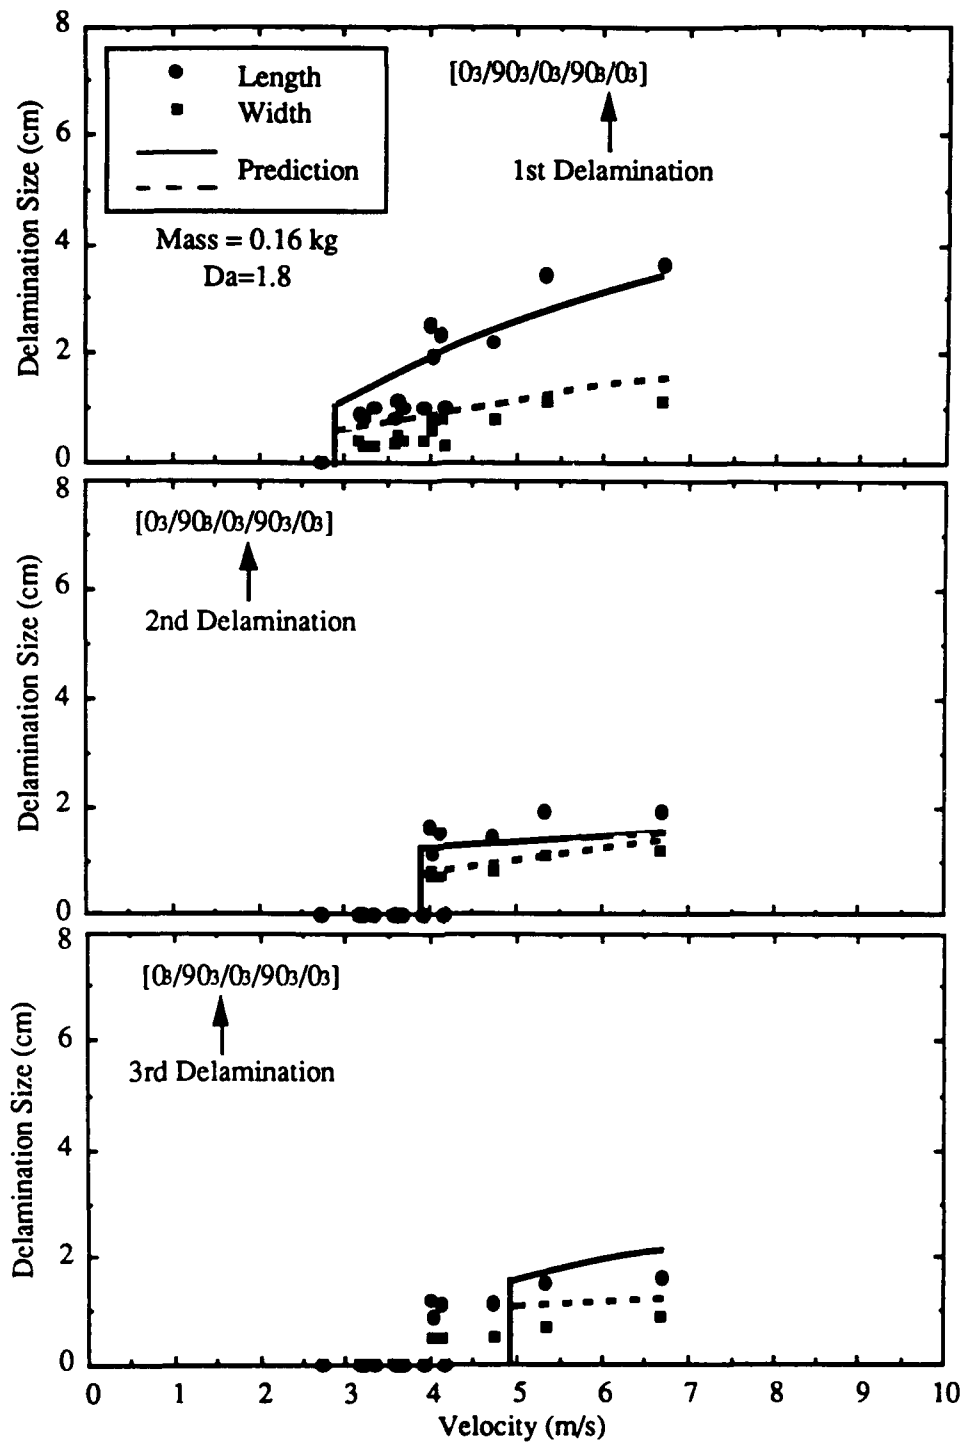 8
Length
Width
Prediction
[03/903/03/903/03]
1st Delamination
Mass = 0.16 kg
Da=1.8
6
4
2
0
Delamination Size (cm)
8
[03/903/03/903/03]
2nd Delamination
6
4
2
0
Delamination Size (cm)
8
[03/903/03/903/03]
3rd Delamination
6
4
2
0
Delamination Size (cm)
0 1 2 3 4 5 6 7 8 9 10
Velocity (m/s)